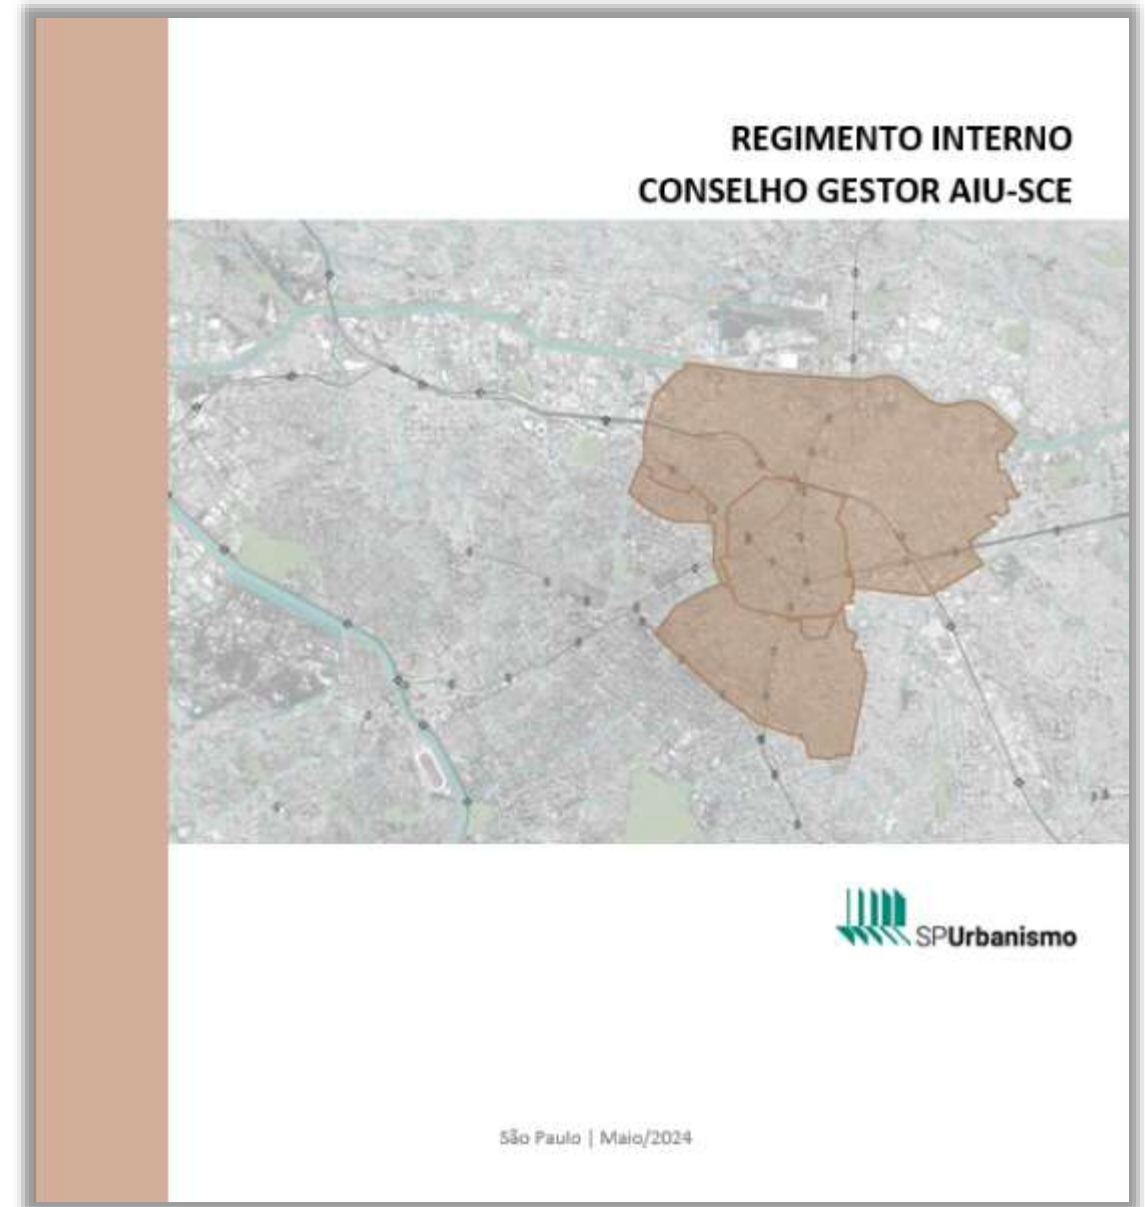 REGIMENTO INTERNO
CONSELHO GESTOR AIU-SCE
SPUrbanismo
São Paulo | Maio/2024